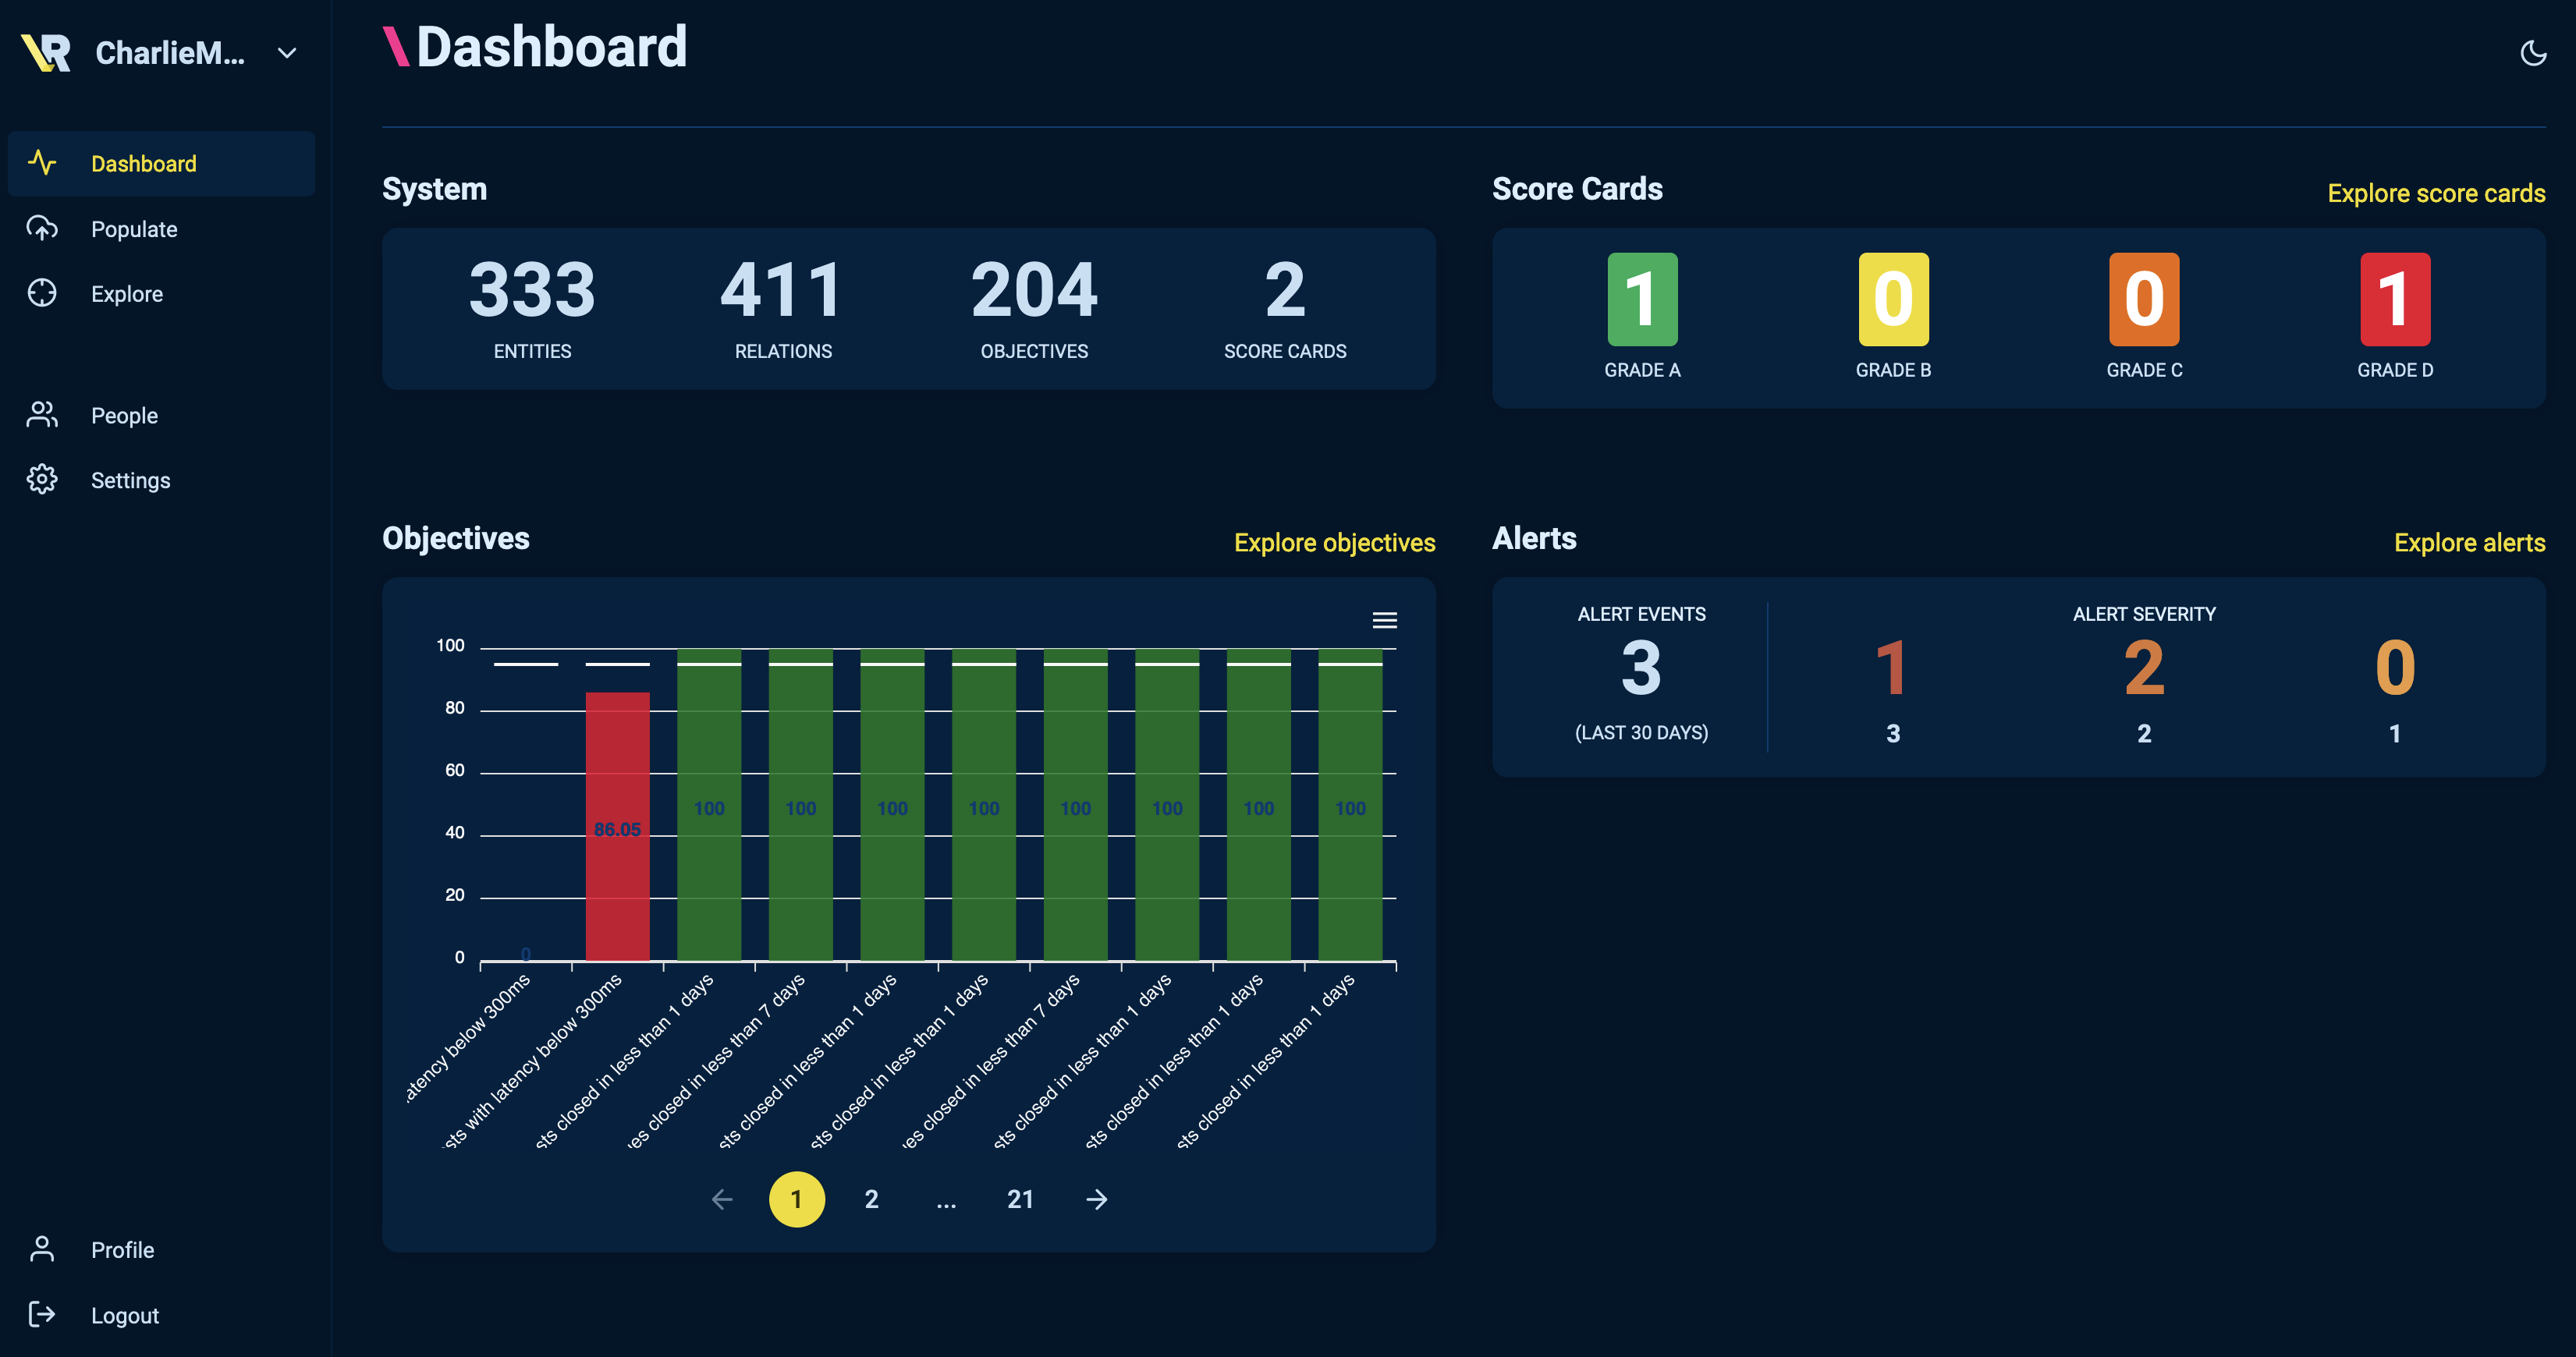 CharlieM...
Dashboard
Populate
Explore
People
Settings
Profile
Logout
\Dashboard
System
333
411
204
2
ENTITIES
RELATIONS
OBJECTIVES
SCORE CARDS
Score Cards
Explore score cards
1
0
0
1
GRADE A
GRADE B
GRADE C
GRADE D
Objectives
Explore objectives
100
80
60
40
20
0
0
86.05
100
100
100
100
100
100
100
100
atency below 300ms
sts with latency below 300ms
sts closed in less than 1 days
ues closed in less than 7 days
sts closed in less than 1 days
sts closed in less than 1 days
ues closed in less than 7 days
sts closed in less than 1 days
sts closed in less than 1 days
sts closed in less than 1 days
1 2 ... 21
Alerts
Explore alerts
ALERT EVENTS
3
(LAST 30 DAYS)
ALERT SEVERITY
1
2
0
3
2
1